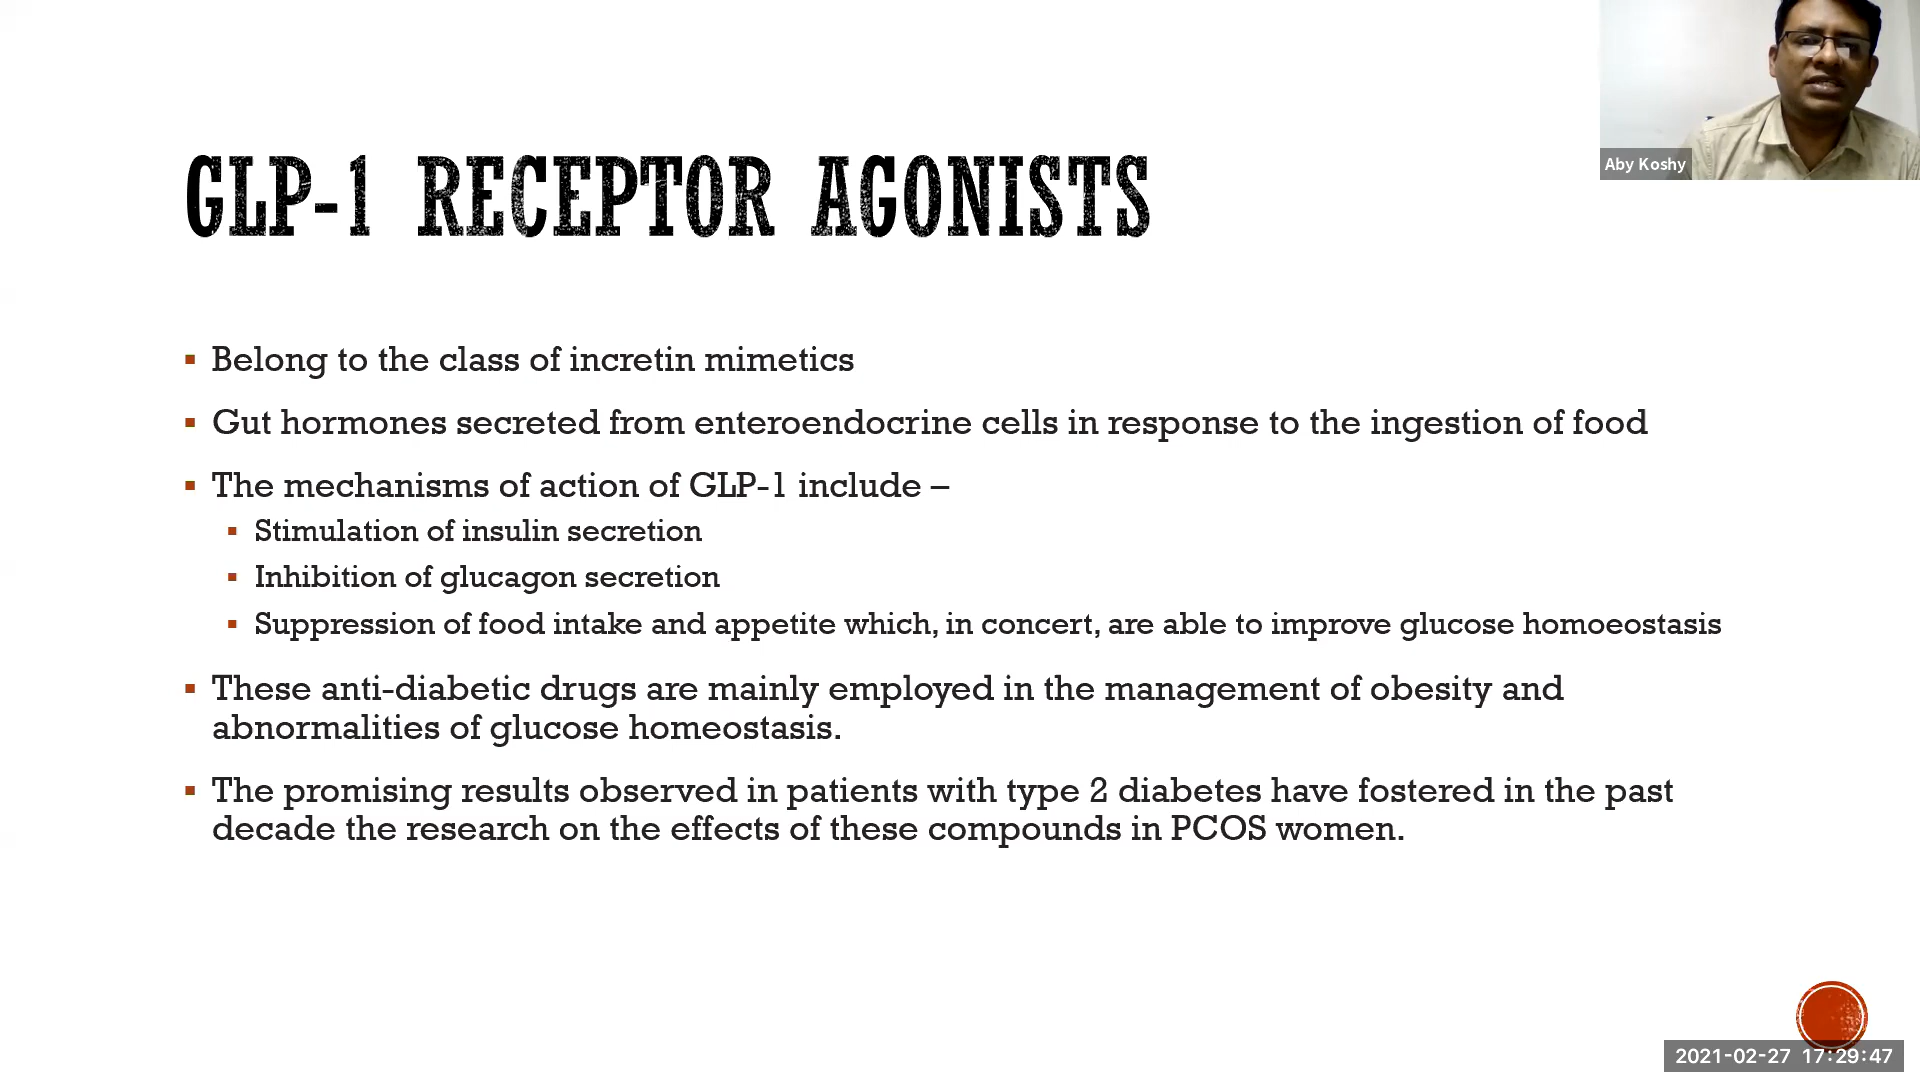 Aby Koshy
GLP-1 RECEPTOR AGONISTS
▪ Belong to the class of incretin mimetics
▪ Gut hormones secreted from enteroendocrine cells in response to the ingestion of food
▪ The mechanisms of action of GLP-1 include –
▪ Stimulation of insulin secretion
▪ Inhibition of glucagon secretion
▪ Suppression of food intake and appetite which, in concert, are able to improve glucose homoeostasis
▪ These anti-diabetic drugs are mainly employed in the management of obesity and
abnormalities of glucose homeostasis.
▪ The promising results observed in patients with type 2 diabetes have fostered in the past
decade the research on the effects of these compounds in PCOS women.
2021-02-27 17:29:47